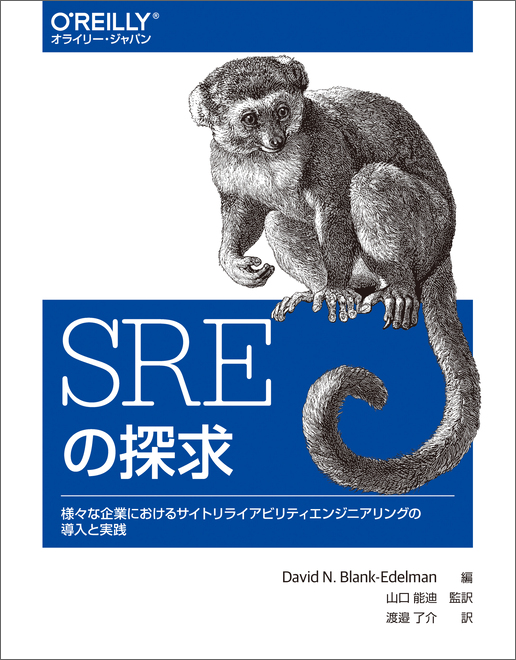 O'REILLY®
オライリー・ジャパン
SRE
の探求
様々な企業におけるサイトリライアビリティエンジニアリングの
導入と実践
David N. Blank-Edelman 編
山口 能迪 監訳
渡邉 了介 訳